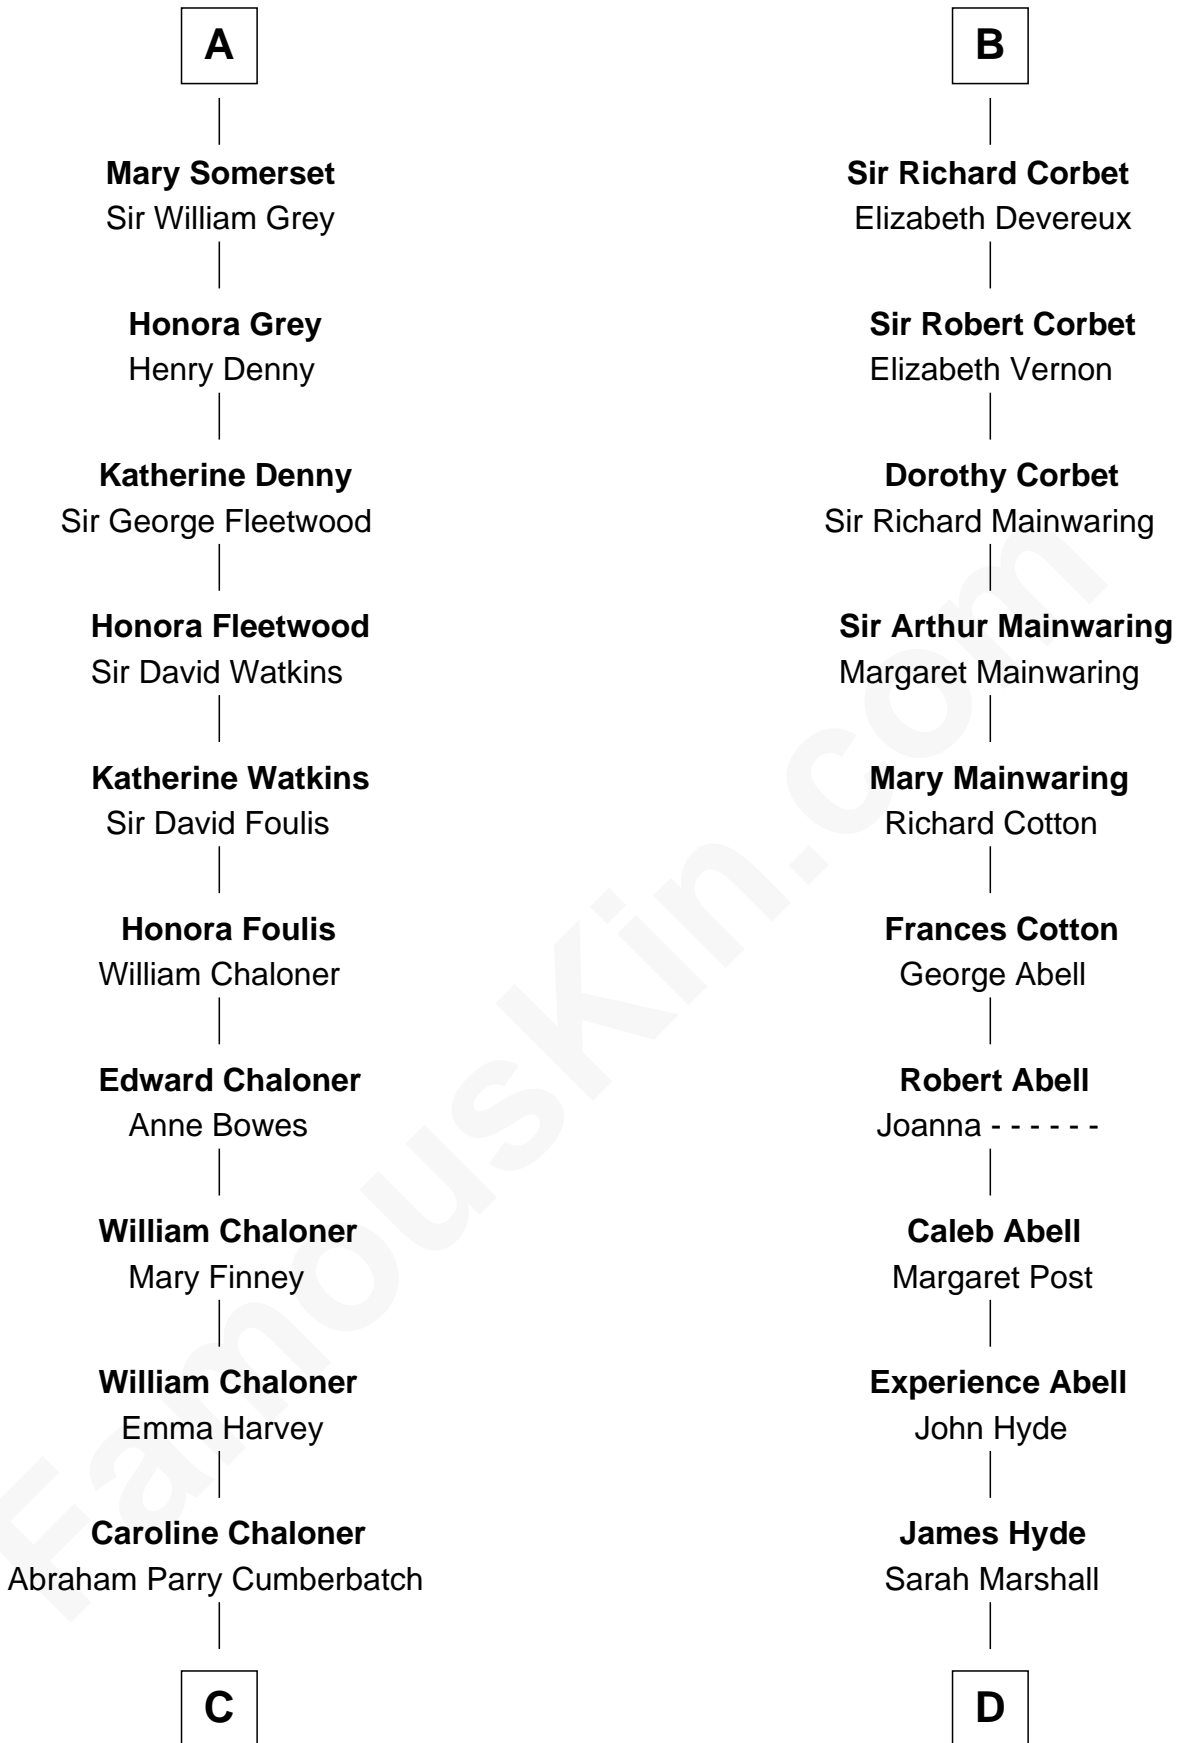 A
Mary Somerset
Sir William Grey
Honora Grey
Henry Denny
Katherine Denny
Sir George Fleetwood
Honora Fleetwood
Sir David Watkins
Katherine Watkins
Sir David Foulis
Honora Foulis
William Chaloner
Edward Chaloner
Anne Bowes
William Chaloner
Mary Finney
William Chaloner
Emma Harvey
Caroline Chaloner
Abraham Parry Cumberbatch
C
B
Sir Richard Corbet
Elizabeth Devereux
Sir Robert Corbet
Elizabeth Vernon
Dorothy Corbet
Sir Richard Mainwaring
Sir Arthur Mainwaring
Margaret Mainwaring
Mary Mainwaring
Richard Cotton
Frances Cotton
George Abell
Robert Abell
Joanna - - - - - -
Caleb Abell
Margaret Post
Experience Abell
John Hyde
James Hyde
Sarah Marshall
D
FamousKin.com